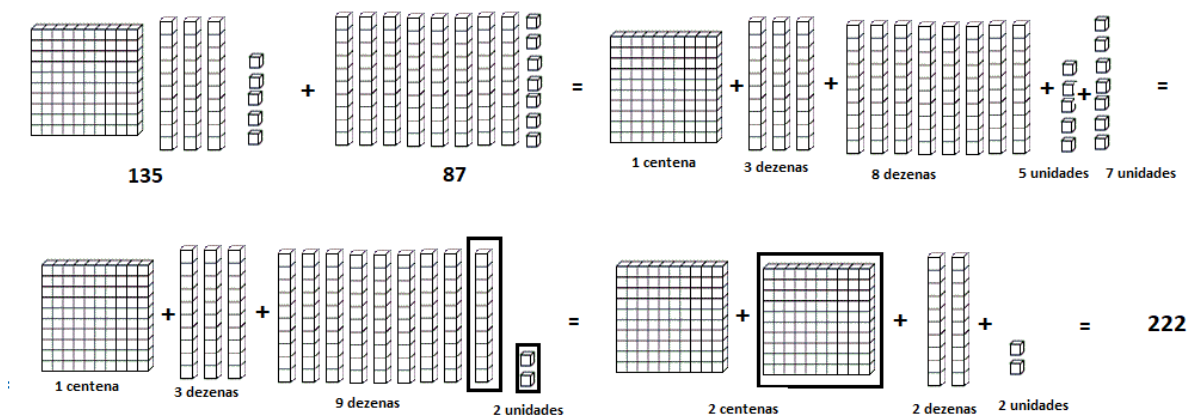 + = + + + + =
135 87
1 centena 3 dezenas 8 dezenas 5 unidades 7 unidades
+ + = + + + = 222
1 centena 3 dezenas 9 dezenas 2 unidades 2 centenas 2 dezenas 2 unidades